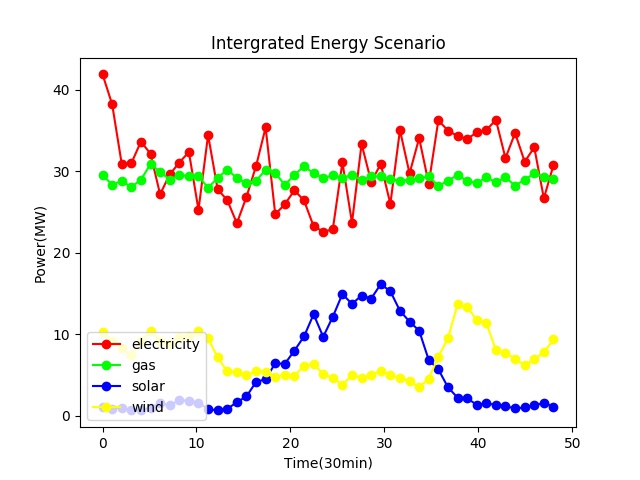 Intergrated Energy Scenario
Power(MW)
40
30
20
10
0
electricity
gas
solar
wind
0 10 20 30 40 50
Time(30min)